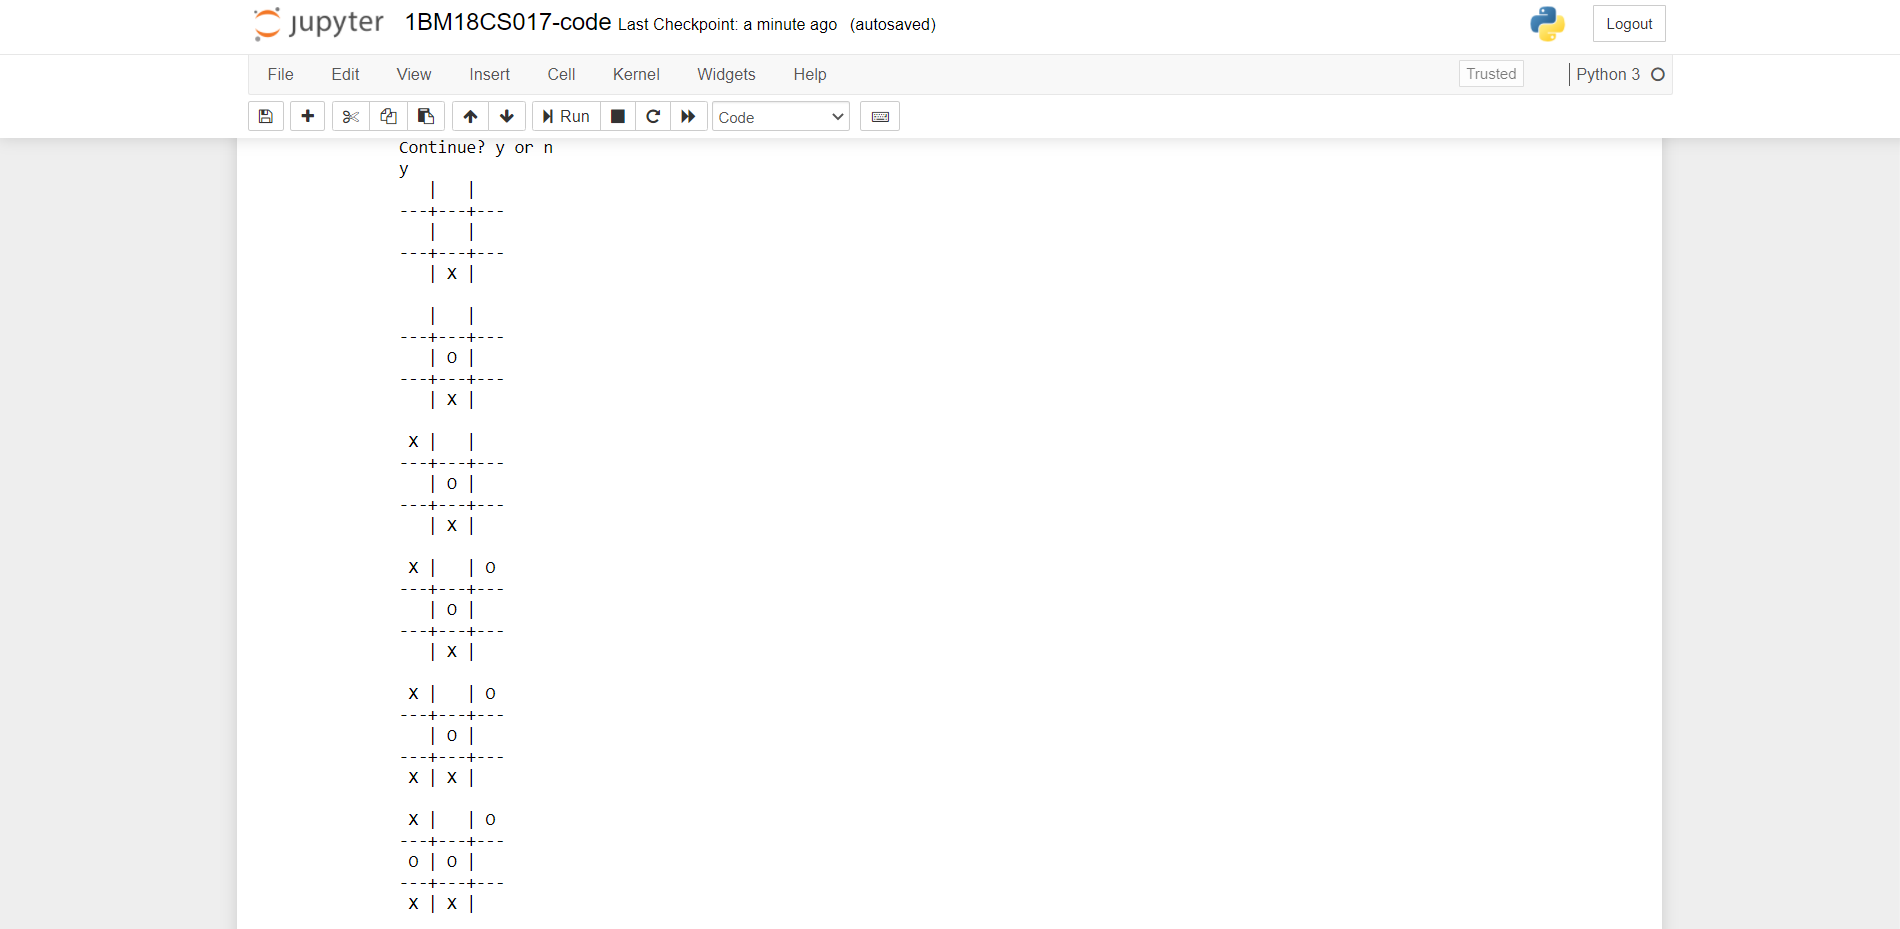 jupyter 1BM18CS017-code Last Checkpoint: a minute ago (autosaved) Logout
File Edit View Insert Cell Kernel Widgets Help Trusted Python 3
Run Code
Continue? y or n
y
   |   |
---+---+---
   |   |
---+---+---
   | X |

   |   |
---+---+---
   | O |
---+---+---
   | X |

 X |   |
---+---+---
   | O |
---+---+---
   | X |

 X |   | O
---+---+---
   | O |
---+---+---
   | X |

 X |   | O
---+---+---
   | O |
---+---+---
 X | X |

 X |   | O
---+---+---
 O | O |
---+---+---
 X | X |